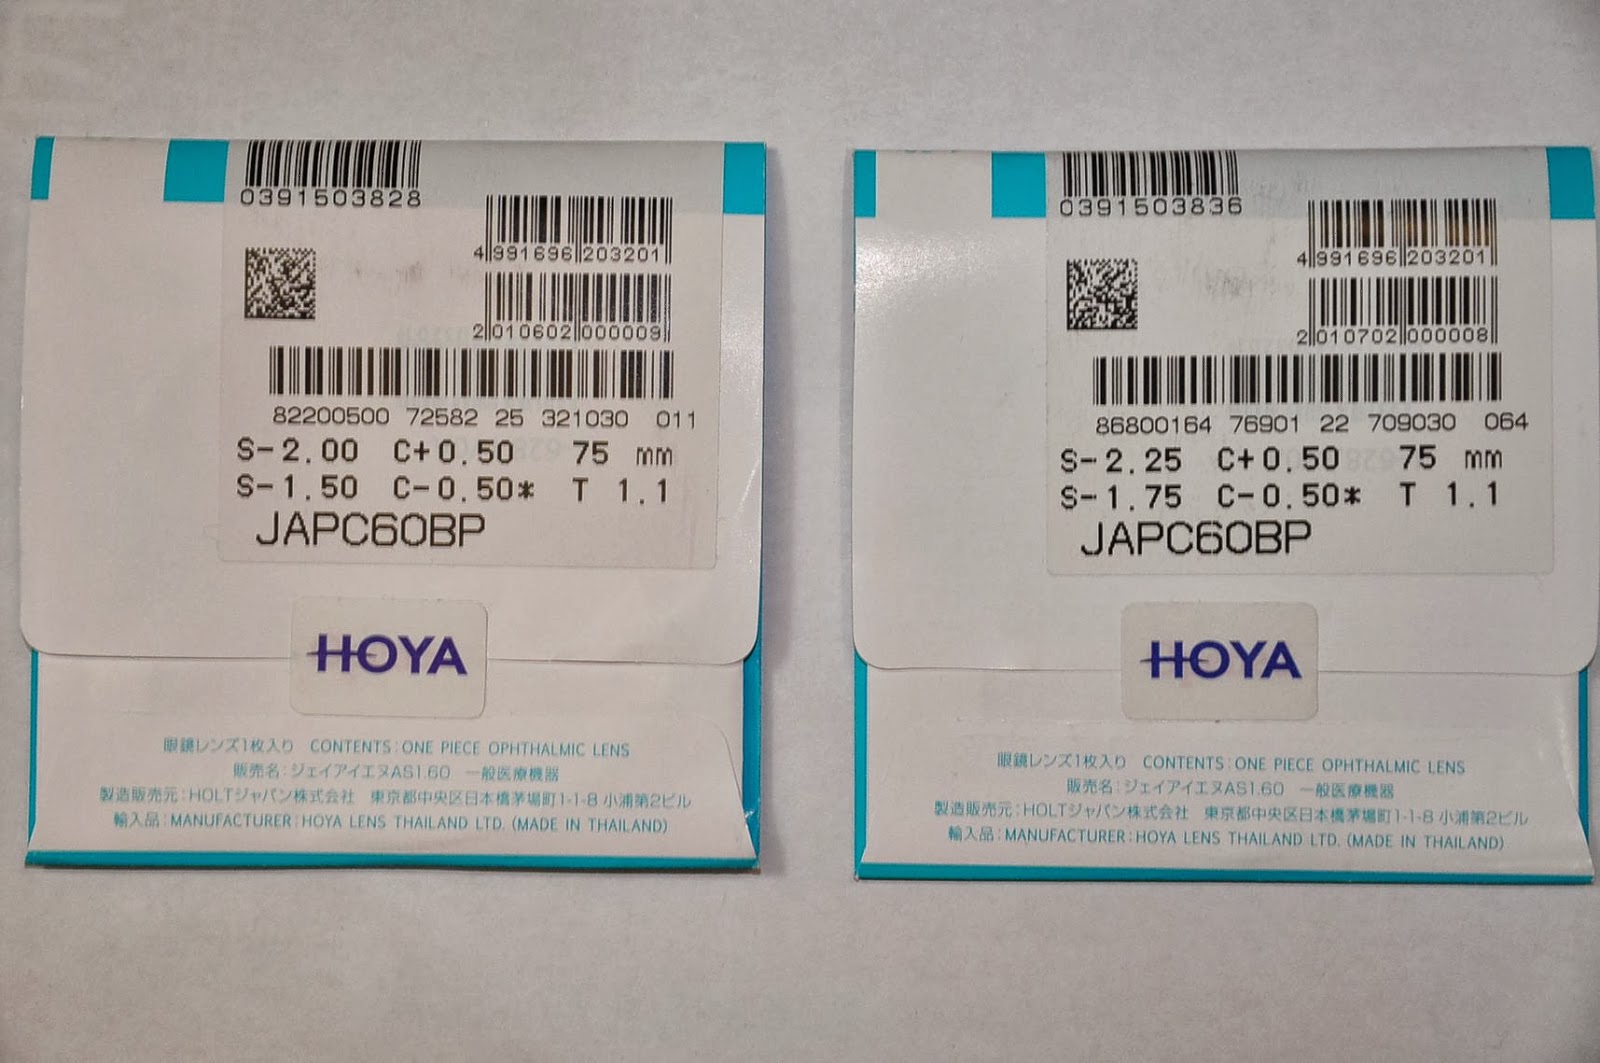 0391503828
4 991696 203201
2 010602 000009
82200500 72582 25 321030 011
S-2.00 C+0.50 75 mm
S-1.50 C-0.50* T 1.1
JAPC60BP
HOYA
眼鏡レンズ1枚入り CONTENTS:ONE PIECE OPHTHALMIC LENS
販売名:ジェイアイエヌAS1.60 一般医療機器
製造販売元:HOLTジャパン株式会社 東京都中央区日本橋茅場町1-1-8 小浦第2ビル
輸入品:MANUFACTURER:HOYA LENS THAILAND LTD. (MADE IN THAILAND)
0391503836
4 991696 203201
2 010702 000008
86800164 76901 22 709030 064
S-2.25 C+0.50 75 mm
S-1.75 C-0.50* T 1.1
JAPC60BP
HOYA
眼鏡レンズ1枚入り CONTENTS:ONE PIECE OPHTHALMIC LENS
販売名:ジェイアイエヌAS1.60 一般医療機器
製造販売元:HOLTジャパン株式会社 東京都中央区日本橋茅場町1-1-8 小浦第2ビル
輸入品:MANUFACTURER:HOYA LENS THAILAND LTD. (MADE IN THAILAND)